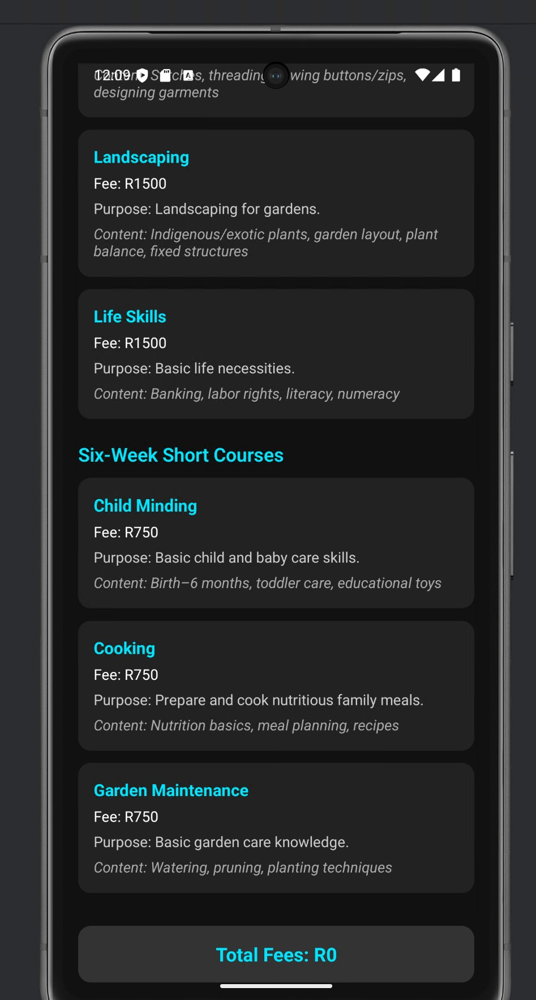 12:09
Content: Stitches, threading, wing buttons/zips,
designing garments
Landscaping
Fee: R1500
Purpose: Landscaping for gardens.
Content: Indigenous/exotic plants, garden layout, plant
balance, fixed structures
Life Skills
Fee: R1500
Purpose: Basic life necessities.
Content: Banking, labor rights, literacy, numeracy
Six-Week Short Courses
Child Minding
Fee: R750
Purpose: Basic child and baby care skills.
Content: Birth–6 months, toddler care, educational toys
Cooking
Fee: R750
Purpose: Prepare and cook nutritious family meals.
Content: Nutrition basics, meal planning, recipes
Garden Maintenance
Fee: R750
Purpose: Basic garden care knowledge.
Content: Watering, pruning, planting techniques
Total Fees: R0